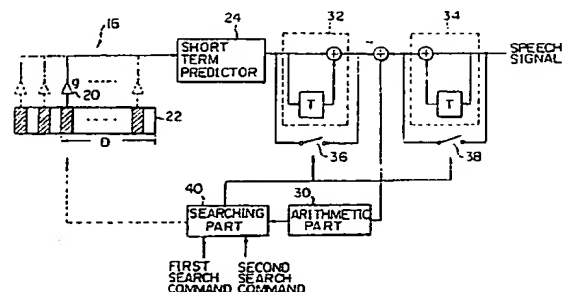 16
24
32
34
SHORT
TERM
PREDICTOR
SPEECH
SIGNAL
g
20
22
T
T
D
36
38
40
30
SEARCHING
PART
ARITHMETIC
PART
FIRST
SEARCH
COMMAND
SECOND
SEARCH
COMMAND